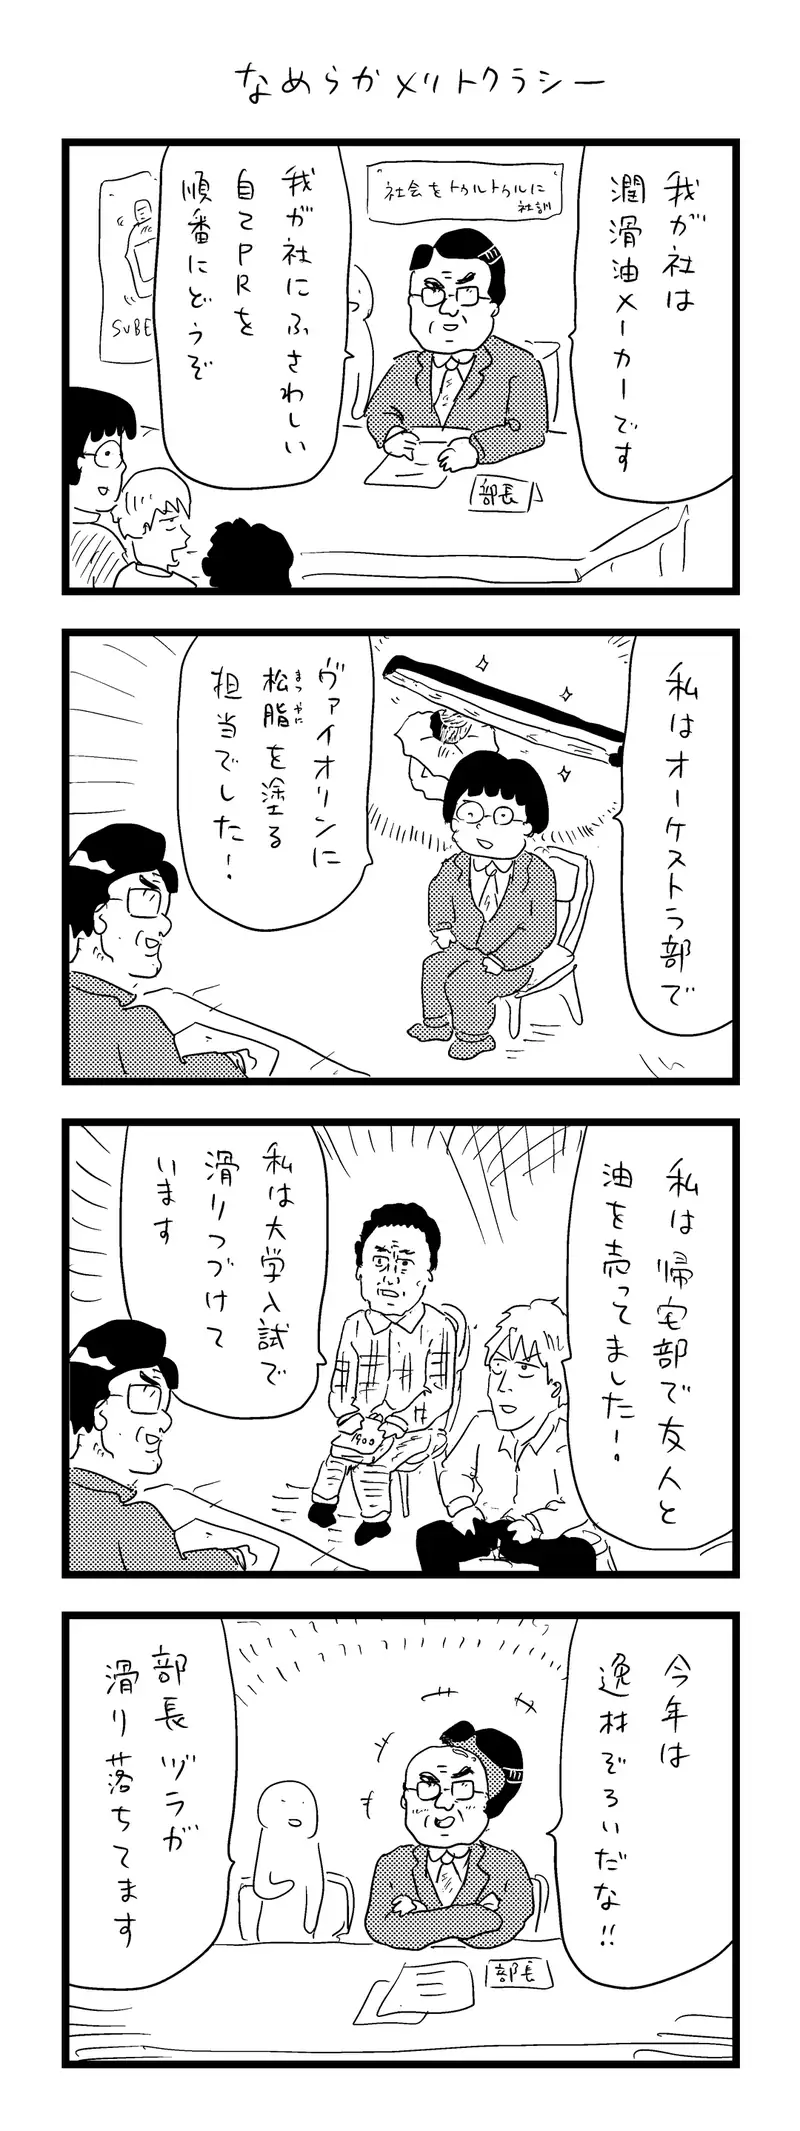 なめらかメリトクラシー
我が社は
潤滑油メーカーです
"社会をトゥルトゥルに"
社訓
我が社にふさわしい
自己PRを
順番にどうぞ
SUBE
部長
私はオーケストラ部で
ヴァイオリンに
松脂を塗る
まつやに
担当でした!
私は帰宅部で友人と
油を売ってました!
私は大学入試で
滑りつづけて
います
1900
今年は
逸材ぞろいだな!!
部長ヅラが
滑り落ちてます
部長